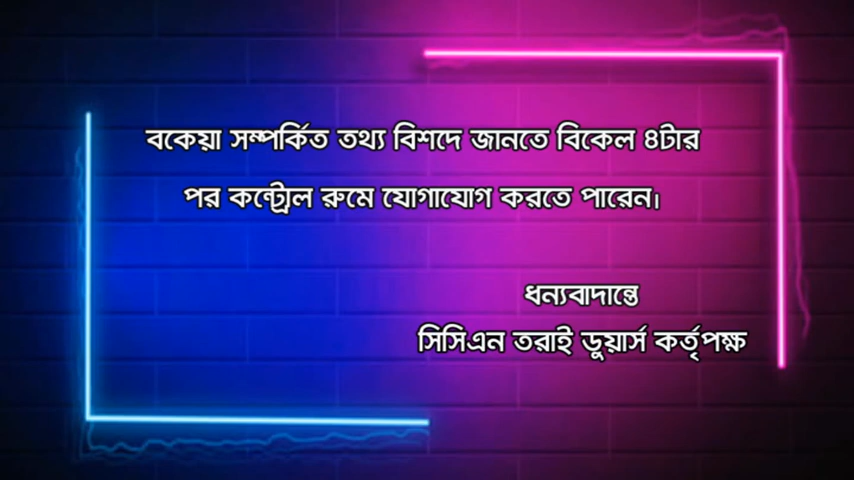 বকেয়া সম্পর্কিত তথ্য বিশদে জানতে বিকেল ৪টার
পর কন্ট্রোল রুমে যোগাযোগ করতে পারেন।
ধন্যবাদান্তে
সিসিএন তরাই ডুয়ার্স কর্তৃপক্ষ